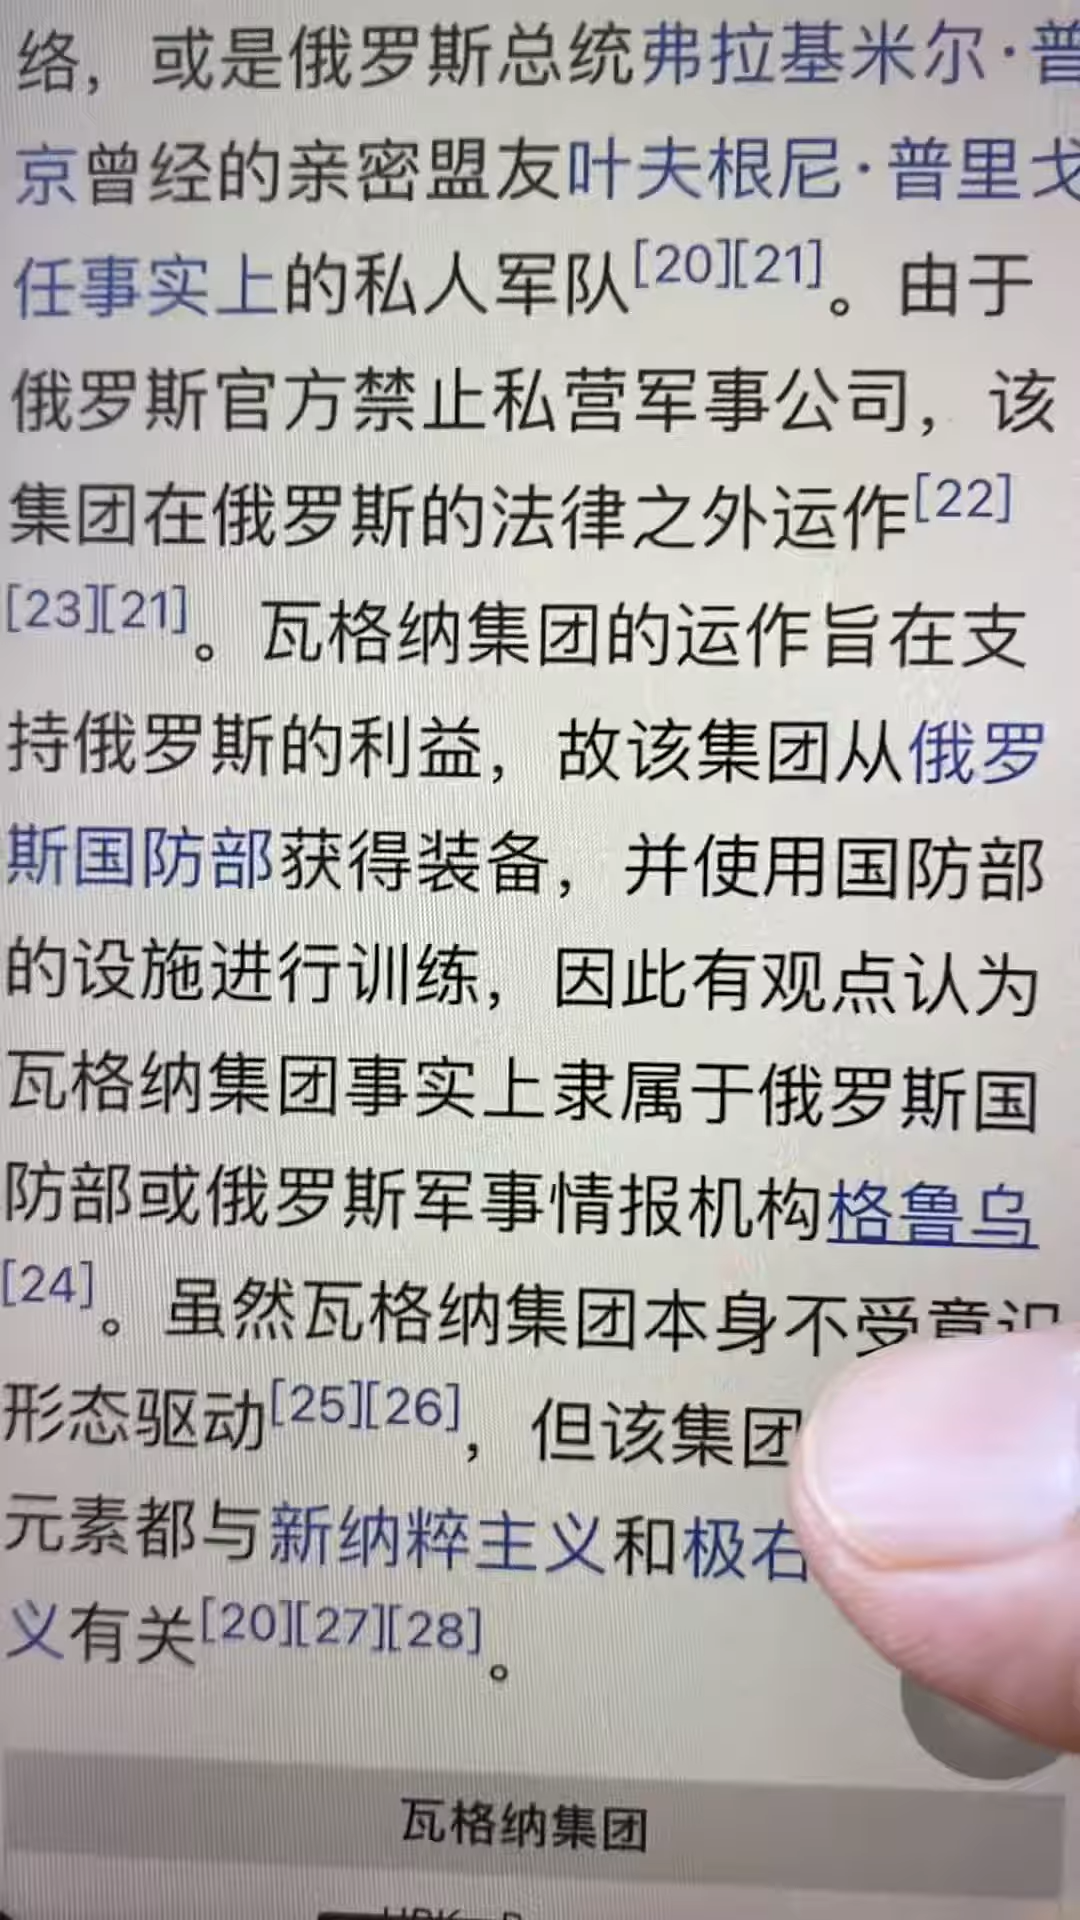 络，或是俄罗斯总统弗拉基米尔·普
京曾经的亲密盟友叶夫根尼·普里戈
任事实上的私人军队[20][21]。由于
俄罗斯官方禁止私营军事公司，该
集团在俄罗斯的法律之外运作[22]
[23][21]。瓦格纳集团的运作旨在支
持俄罗斯的利益，故该集团从俄罗
斯国防部获得装备，并使用国防部
的设施进行训练，因此有观点认为
瓦格纳集团事实上隶属于俄罗斯国
防部或俄罗斯军事情报机构格鲁乌
[24]。虽然瓦格纳集团本身不受意识
形态驱动[25][26]，但该集团
元素都与新纳粹主义和极右
义有关[20][27][28]。
瓦格纳集团